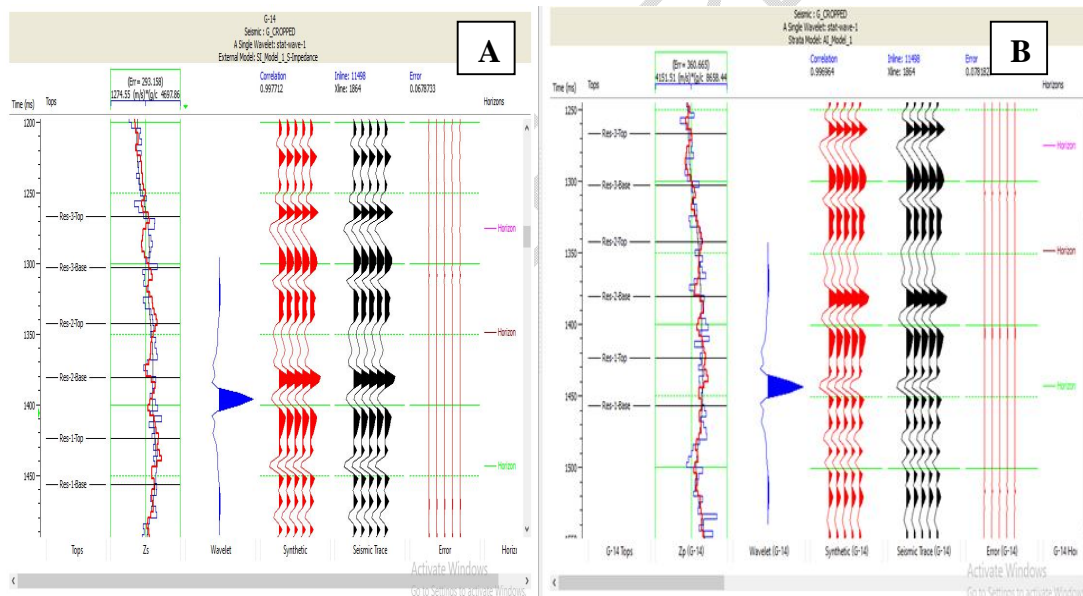 G-14
Seismic : G_CROPPED
A Single Wavelet: stat-wave-1
External Model: SI_Model_1_S-Impedance
A
(Err= 293.158)
1274.55 (m/s)*(g/c 4697.86
Correlation
0.997712
Inline: 11498
Xline: 1864
Error
0.0678733
Time (ms)
Tops
Horizons
1200
1250
1300
1350
1400
1450
Res-3-Top
Res-3-Base
Res-2-Top
Res-2-Base
Res-1-Top
Res-1-Base
Horizon
Horizon
Horizon
Tops
Zs
Wavelet
Synthetic
Seismic Trace
Error
Horiz
Activate Windows
Go to Settings to activate Windows.
Seismic : G_CROPPED
A Single Wavelet: stat-wave-1
Strata Model: AI_Model_1
B
(Err= 360.665)
4151.51 (m/s)*(g/c 8658.44
Correlation
0.996964
Inline: 11498
Xline: 1864
Error
Time (ms)
Tops
Horizons
1250
1300
1350
1400
1450
1500
Res-3-Top
Res-3-Base
Res-2-Top
Res-2-Base
Res-1-Top
Res-1-Base
Horizon
Horizon
Horizon
G-14 Tops
Zp (G-14)
Wavelet (G-14)
Synthetic (G-14)
Seismic Trace (G-14)
Error (G-14)
Activate Windows
Go to Settings to activate Windows